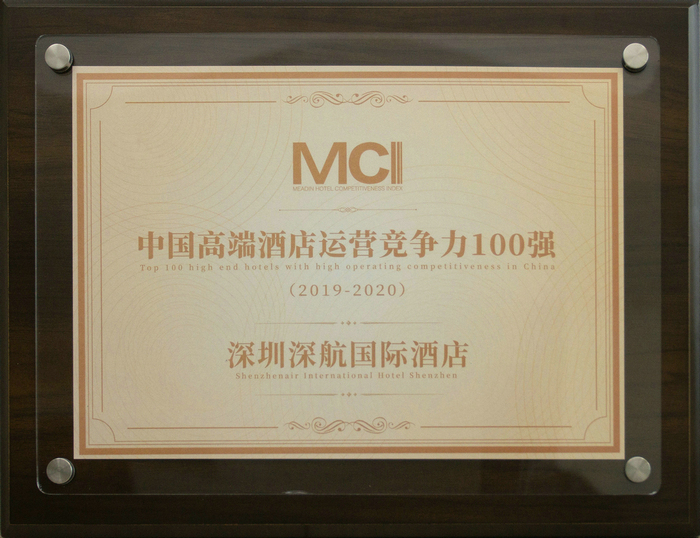 MCI
MEADIN HOTEL COMPETITIVENESS INDEX
中国高端酒店运营竞争力100强
Top 100 high end hotels with high operating competitiveness in China
（2019-2020）
深圳深航国际酒店
Shenzhenair International Hotel Shenzhen